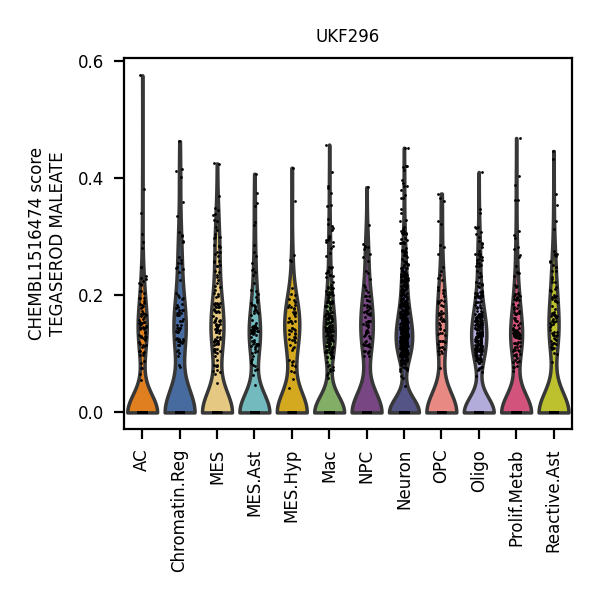 UKF296
CHEMBL1516474 score
TEGASEROD MALEATE
0.6
0.4
0.2
0.0
AC
Chromatin.Reg
MES
MES.Ast
MES.Hyp
Mac
NPC
Neuron
OPC
Oligo
Prolif.Metab
Reactive.Ast